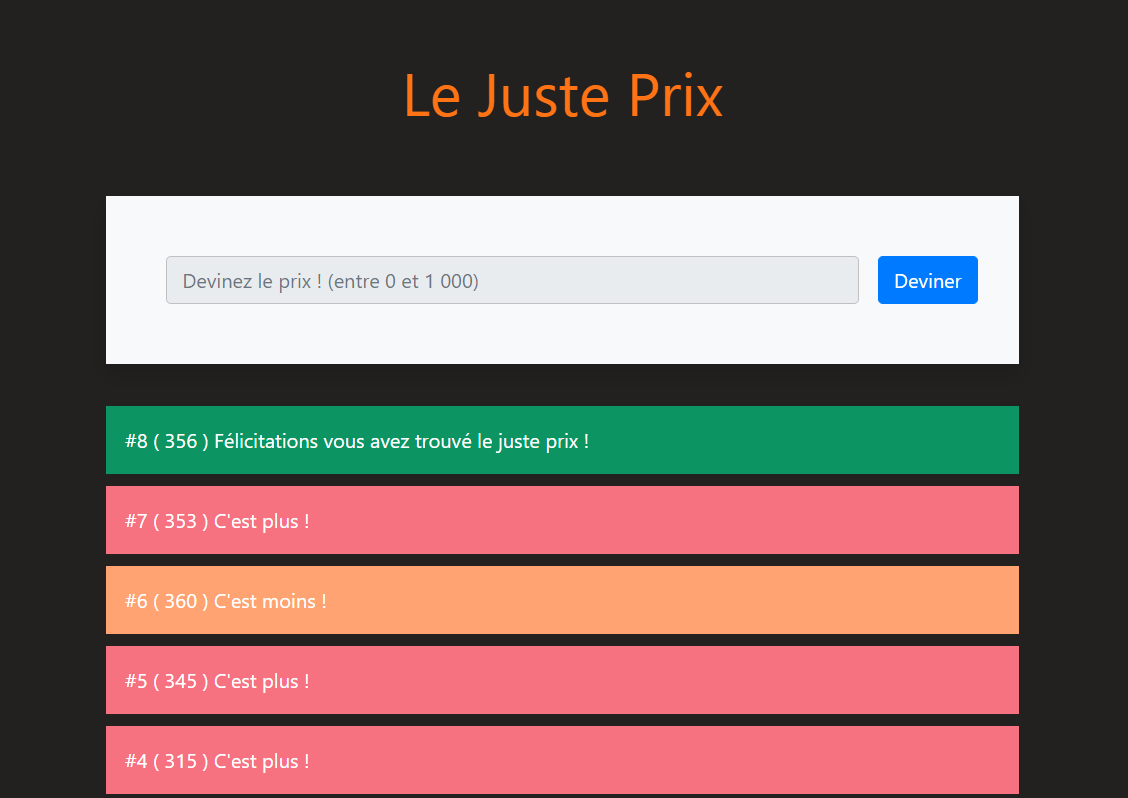 Le Juste Prix
Devinez le prix ! (entre 0 et 1 000)
Deviner
#8 ( 356 ) Félicitations vous avez trouvé le juste prix !
#7 ( 353 ) C'est plus !
#6 ( 360 ) C'est moins !
#5 ( 345 ) C'est plus !
#4 ( 315 ) C'est plus !